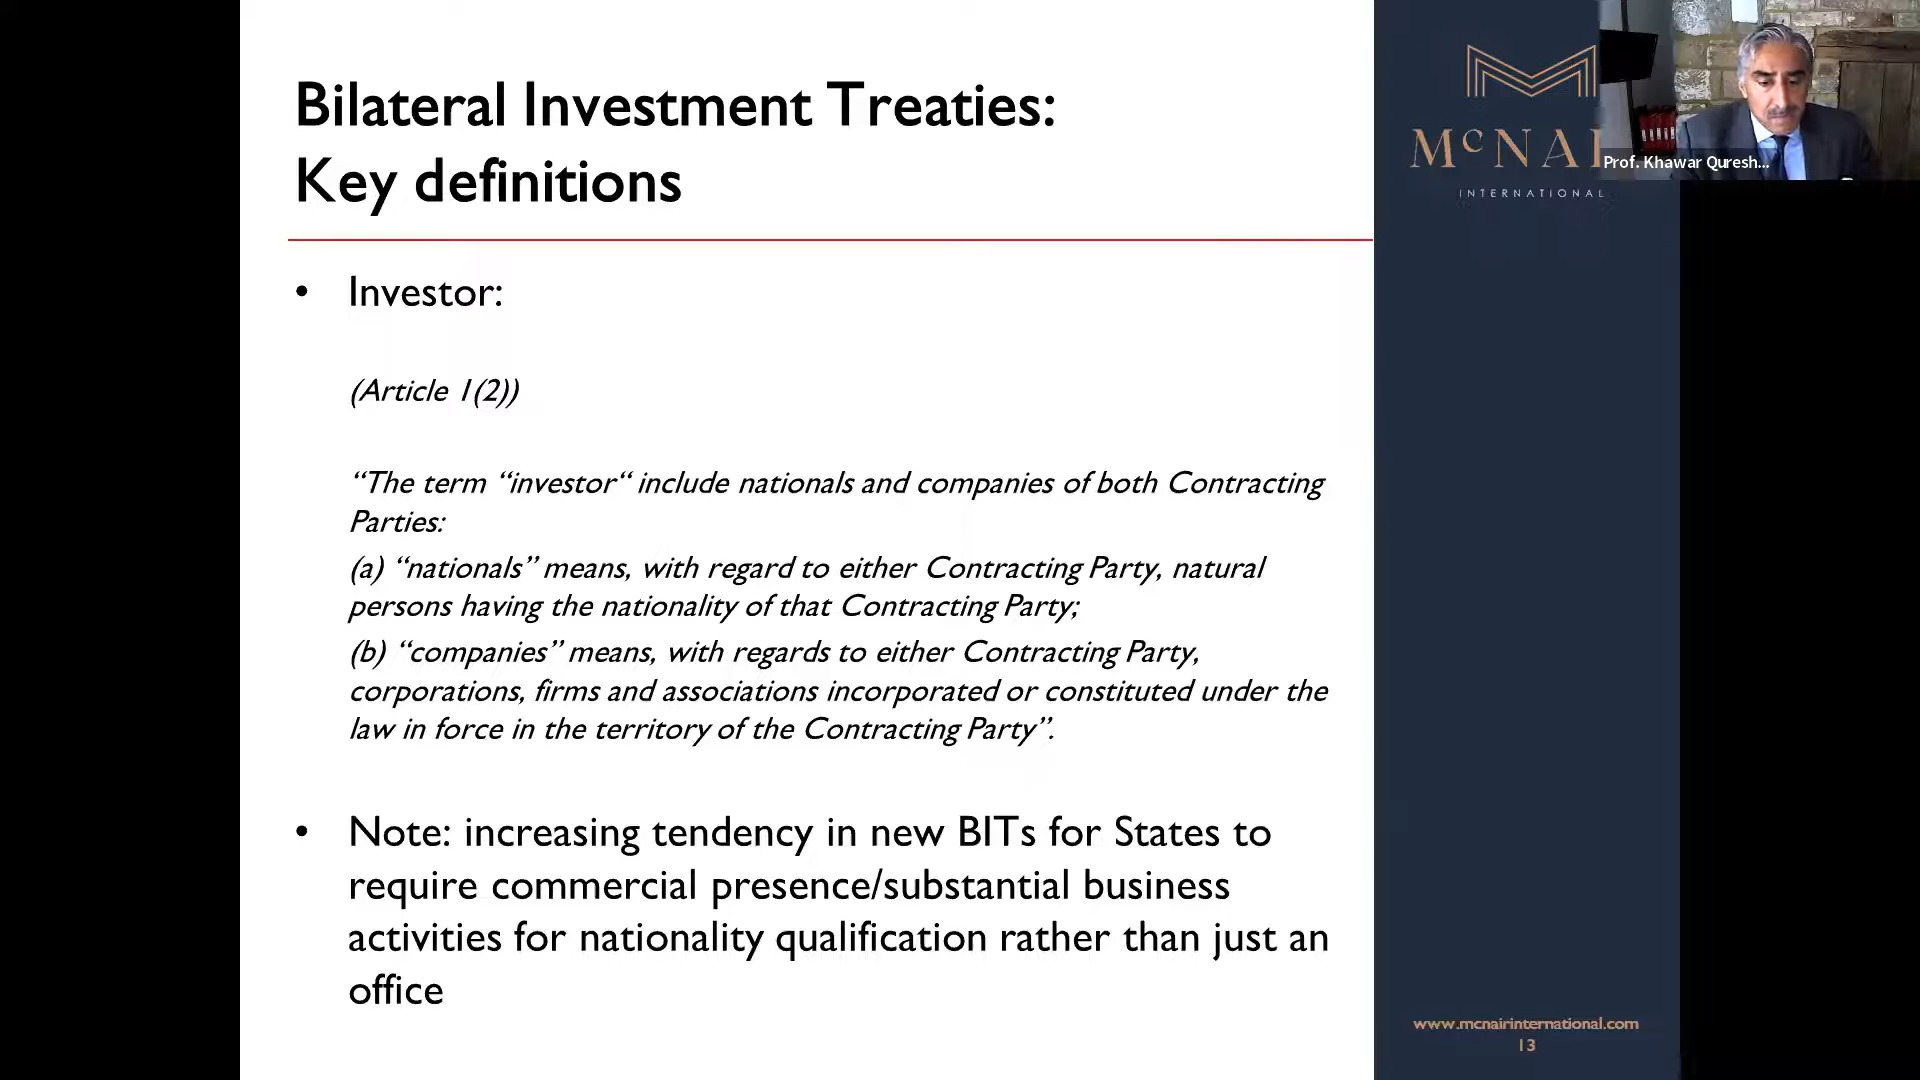 Bilateral Investment Treaties:
Key definitions
• Investor:
(Article 1(2))
“The term “investor“ include nationals and companies of both Contracting
Parties:
(a) “nationals” means, with regard to either Contracting Party, natural
persons having the nationality of that Contracting Party;
(b) “companies” means, with regards to either Contracting Party,
corporations, firms and associations incorporated or constituted under the
law in force in the territory of the Contracting Party”.
• Note: increasing tendency in new BITs for States to
require commercial presence/substantial business
activities for nationality qualification rather than just an
office
McNAI
INTERNATIONAL
Prof. Khawar Quresh...
www.mcnairinternational.com
13